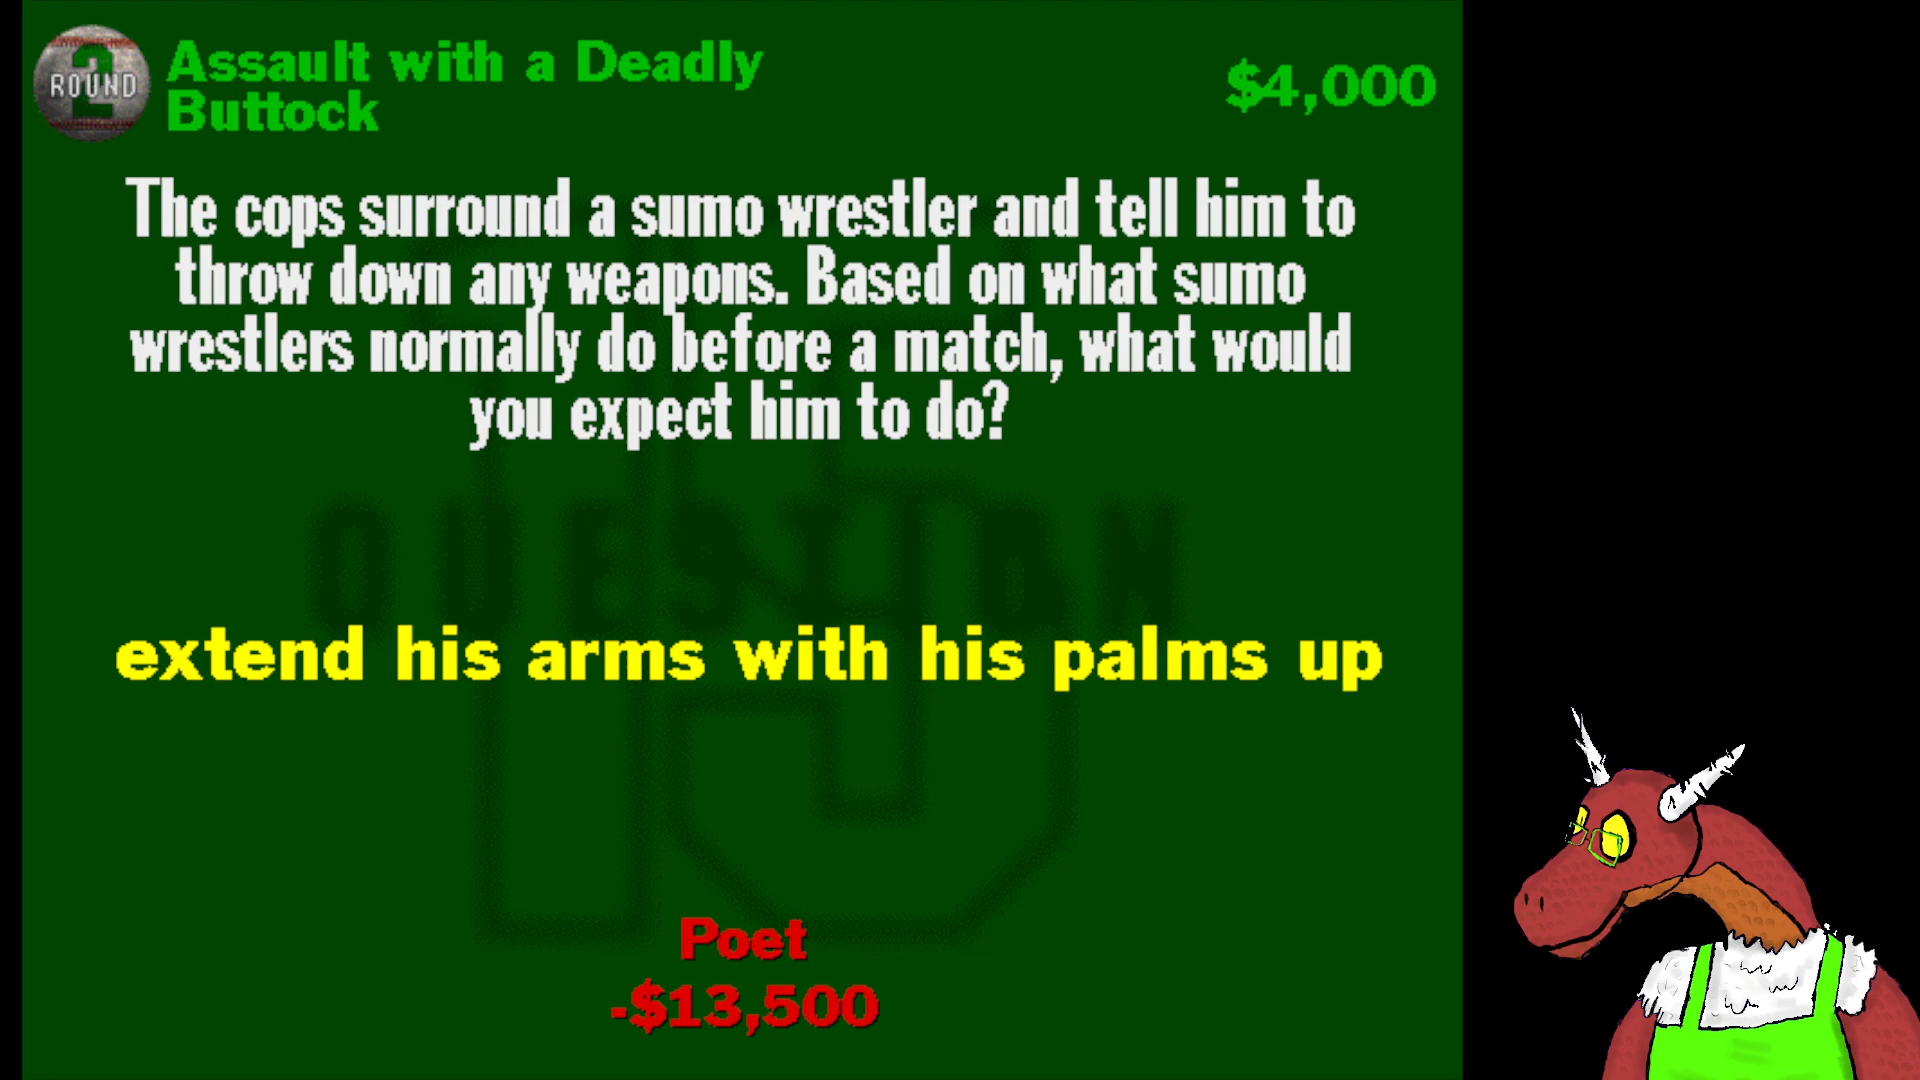 ROUND 2
Assault with a Deadly
Buttock
$4,000
The cops surround a sumo wrestler and tell him to
throw down any weapons. Based on what sumo
wrestlers normally do before a match, what would
you expect him to do?
QUESTION
extend his arms with his palms up
Poet
-$13,500